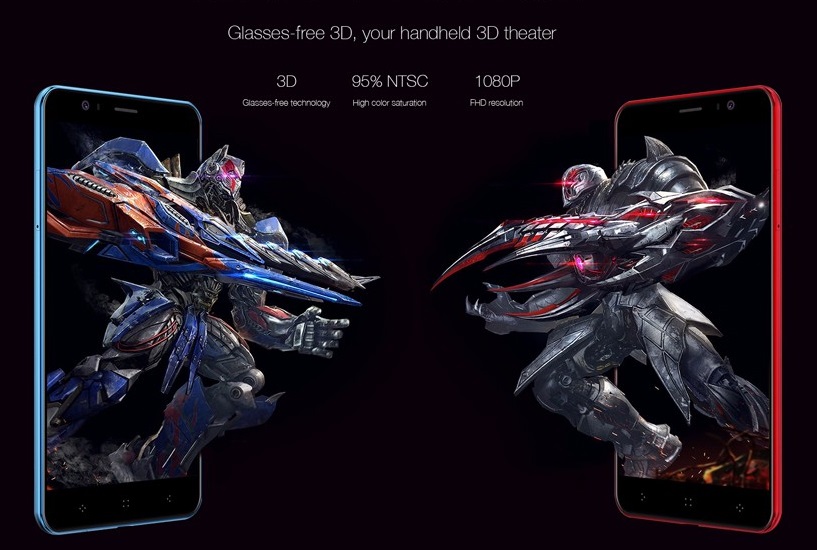 Glasses-free 3D, your handheld 3D theater
3D 95% NTSC 1080P
Glasses-free technology High color saturation FHD resolution